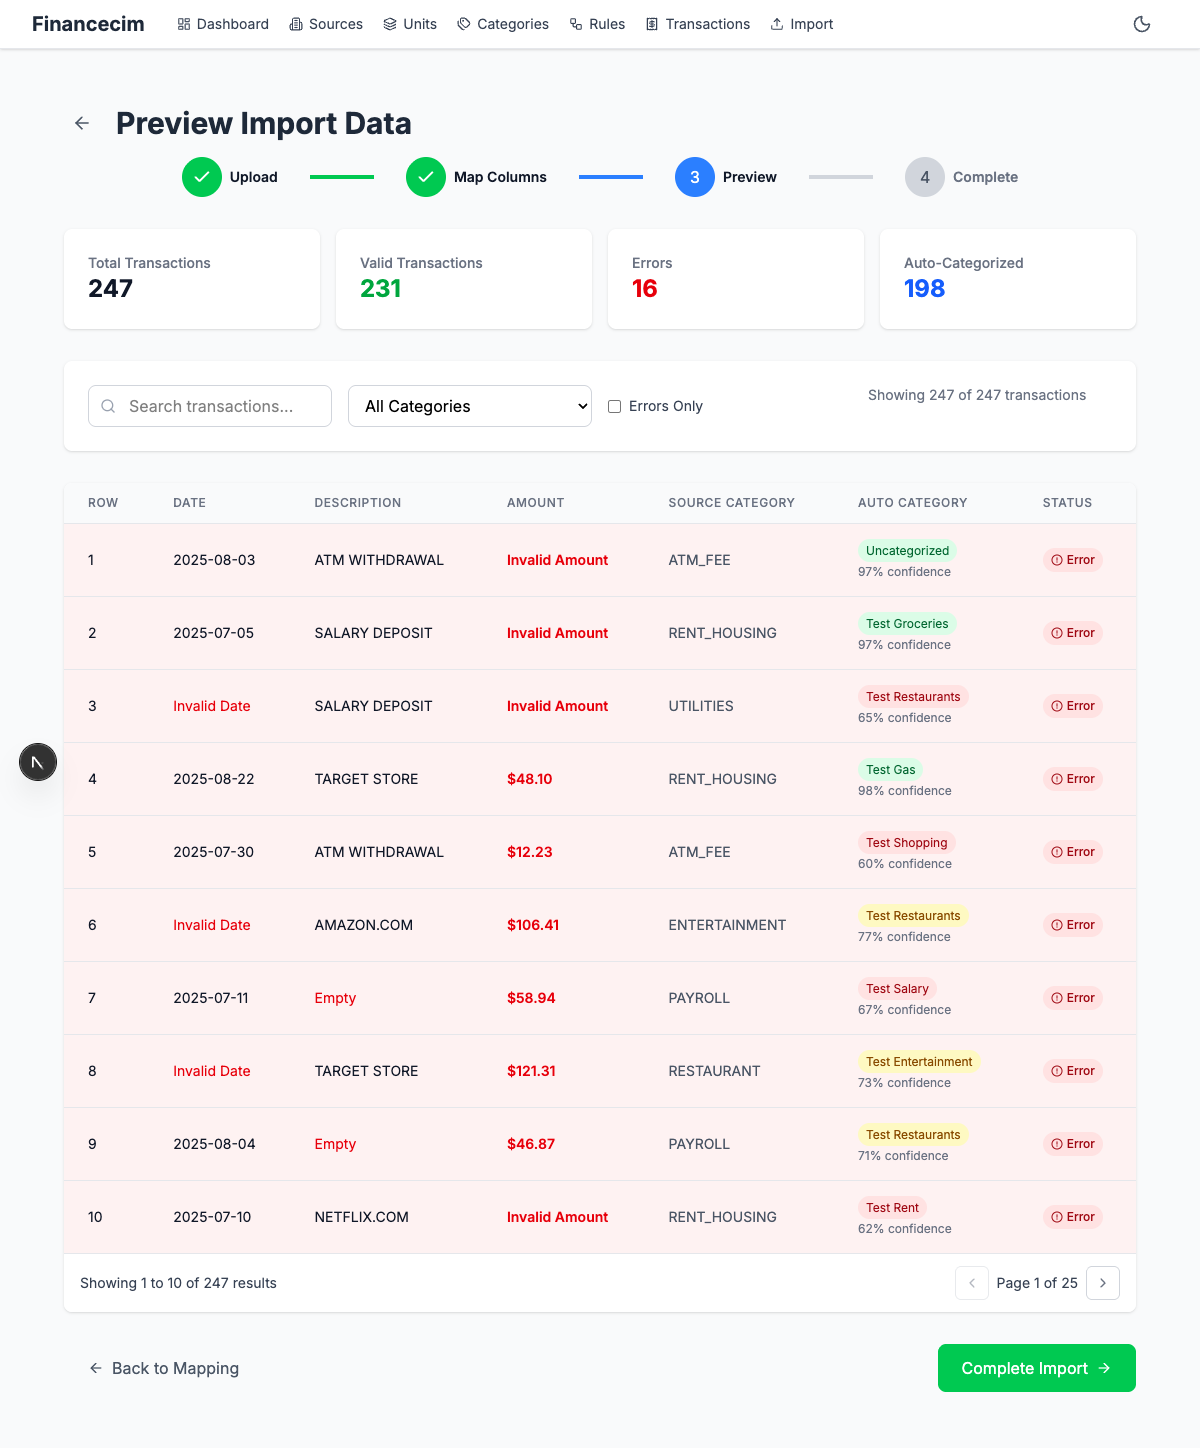 Financecim Dashboard Sources Units Categories Rules Transactions Import
Preview Import Data
Upload Map Columns 3 Preview 4 Complete
Total Transactions Valid Transactions Errors Auto-Categorized
247 231 16 198
Search transactions... All Categories Errors Only Showing 247 of 247 transactions
ROW DATE DESCRIPTION AMOUNT SOURCE CATEGORY AUTO CATEGORY STATUS
1 2025-08-03 ATM WITHDRAWAL Invalid Amount ATM_FEE Uncategorized Error
97% confidence
2 2025-07-05 SALARY DEPOSIT Invalid Amount RENT_HOUSING Test Groceries Error
97% confidence
3 Invalid Date SALARY DEPOSIT Invalid Amount UTILITIES Test Restaurants Error
65% confidence
4 2025-08-22 TARGET STORE $48.10 RENT_HOUSING Test Gas Error
98% confidence
5 2025-07-30 ATM WITHDRAWAL $12.23 ATM_FEE Test Shopping Error
60% confidence
6 Invalid Date AMAZON.COM $106.41 ENTERTAINMENT Test Restaurants Error
77% confidence
7 2025-07-11 Empty $58.94 PAYROLL Test Salary Error
67% confidence
8 Invalid Date TARGET STORE $121.31 RESTAURANT Test Entertainment Error
73% confidence
9 2025-08-04 Empty $46.87 PAYROLL Test Restaurants Error
71% confidence
10 2025-07-10 NETFLIX.COM Invalid Amount RENT_HOUSING Test Rent Error
62% confidence
Showing 1 to 10 of 247 results Page 1 of 25
Back to Mapping Complete Import